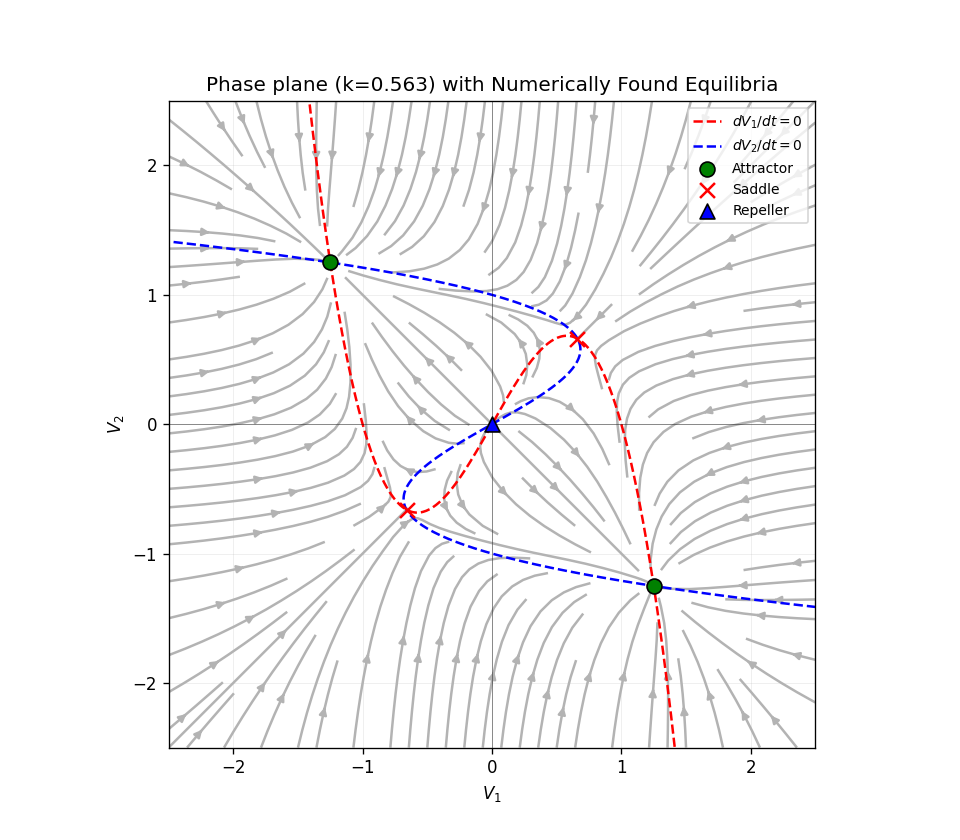 Phase plane (k=0.563) with Numerically Found Equilibria
dV₁/dt = 0
dV₂/dt = 0
Attractor
Saddle
Repeller
V₂
2
1
0
−1
−2
−2 −1 0 1 2
V₁